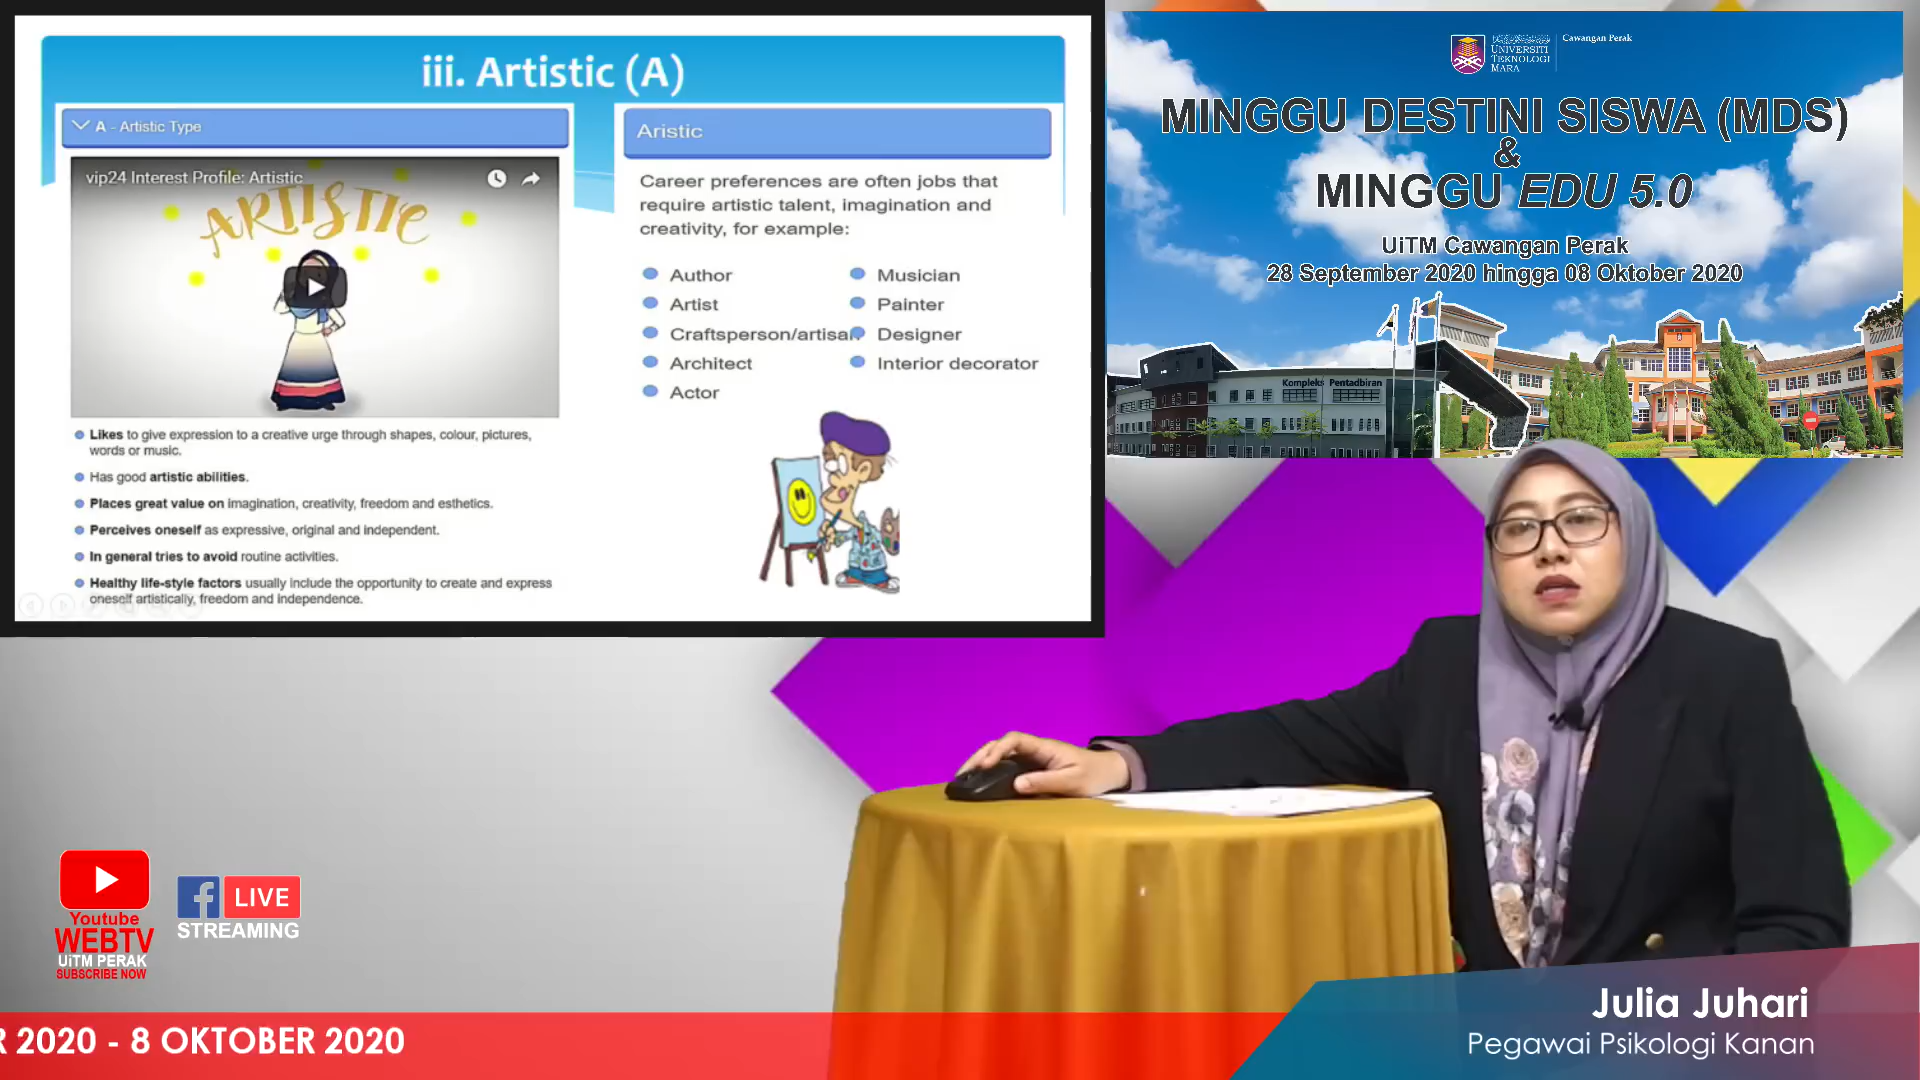 iii. Artistic (A)
A - Artistic Type
vip24 Interest Profile: Artistic
ARTISTIC
Likes to give expression to a creative urge through shapes, colour, pictures,
words or music.
Has good artistic abilities.
Places great value on imagination, creativity, freedom and esthetics.
Perceives oneself as expressive, original and independent.
In general tries to avoid routine activities.
Healthy life-style factors usually include the opportunity to create and express
oneself artistically, freedom and independence.
Aristic
Career preferences are often jobs that
require artistic talent, imagination and
creativity, for example:
Author
Artist
Craftsperson/artisan
Architect
Actor
Musician
Painter
Designer
Interior decorator
UNIVERSITI
TEKNOLOGI
MARA
Cawangan Perak
MINGGU DESTINI SISWA (MDS)
&
MINGGU EDU 5.0
UiTM Cawangan Perak
28 September 2020 hingga 08 Oktober 2020
Kompleks Pentadbiran
Youtube
WEBTV
UiTM PERAK
SUBSCRIBE NOW
f LIVE
STREAMING
R 2020 - 8 OKTOBER 2020
Julia Juhari
Pegawai Psikologi Kanan